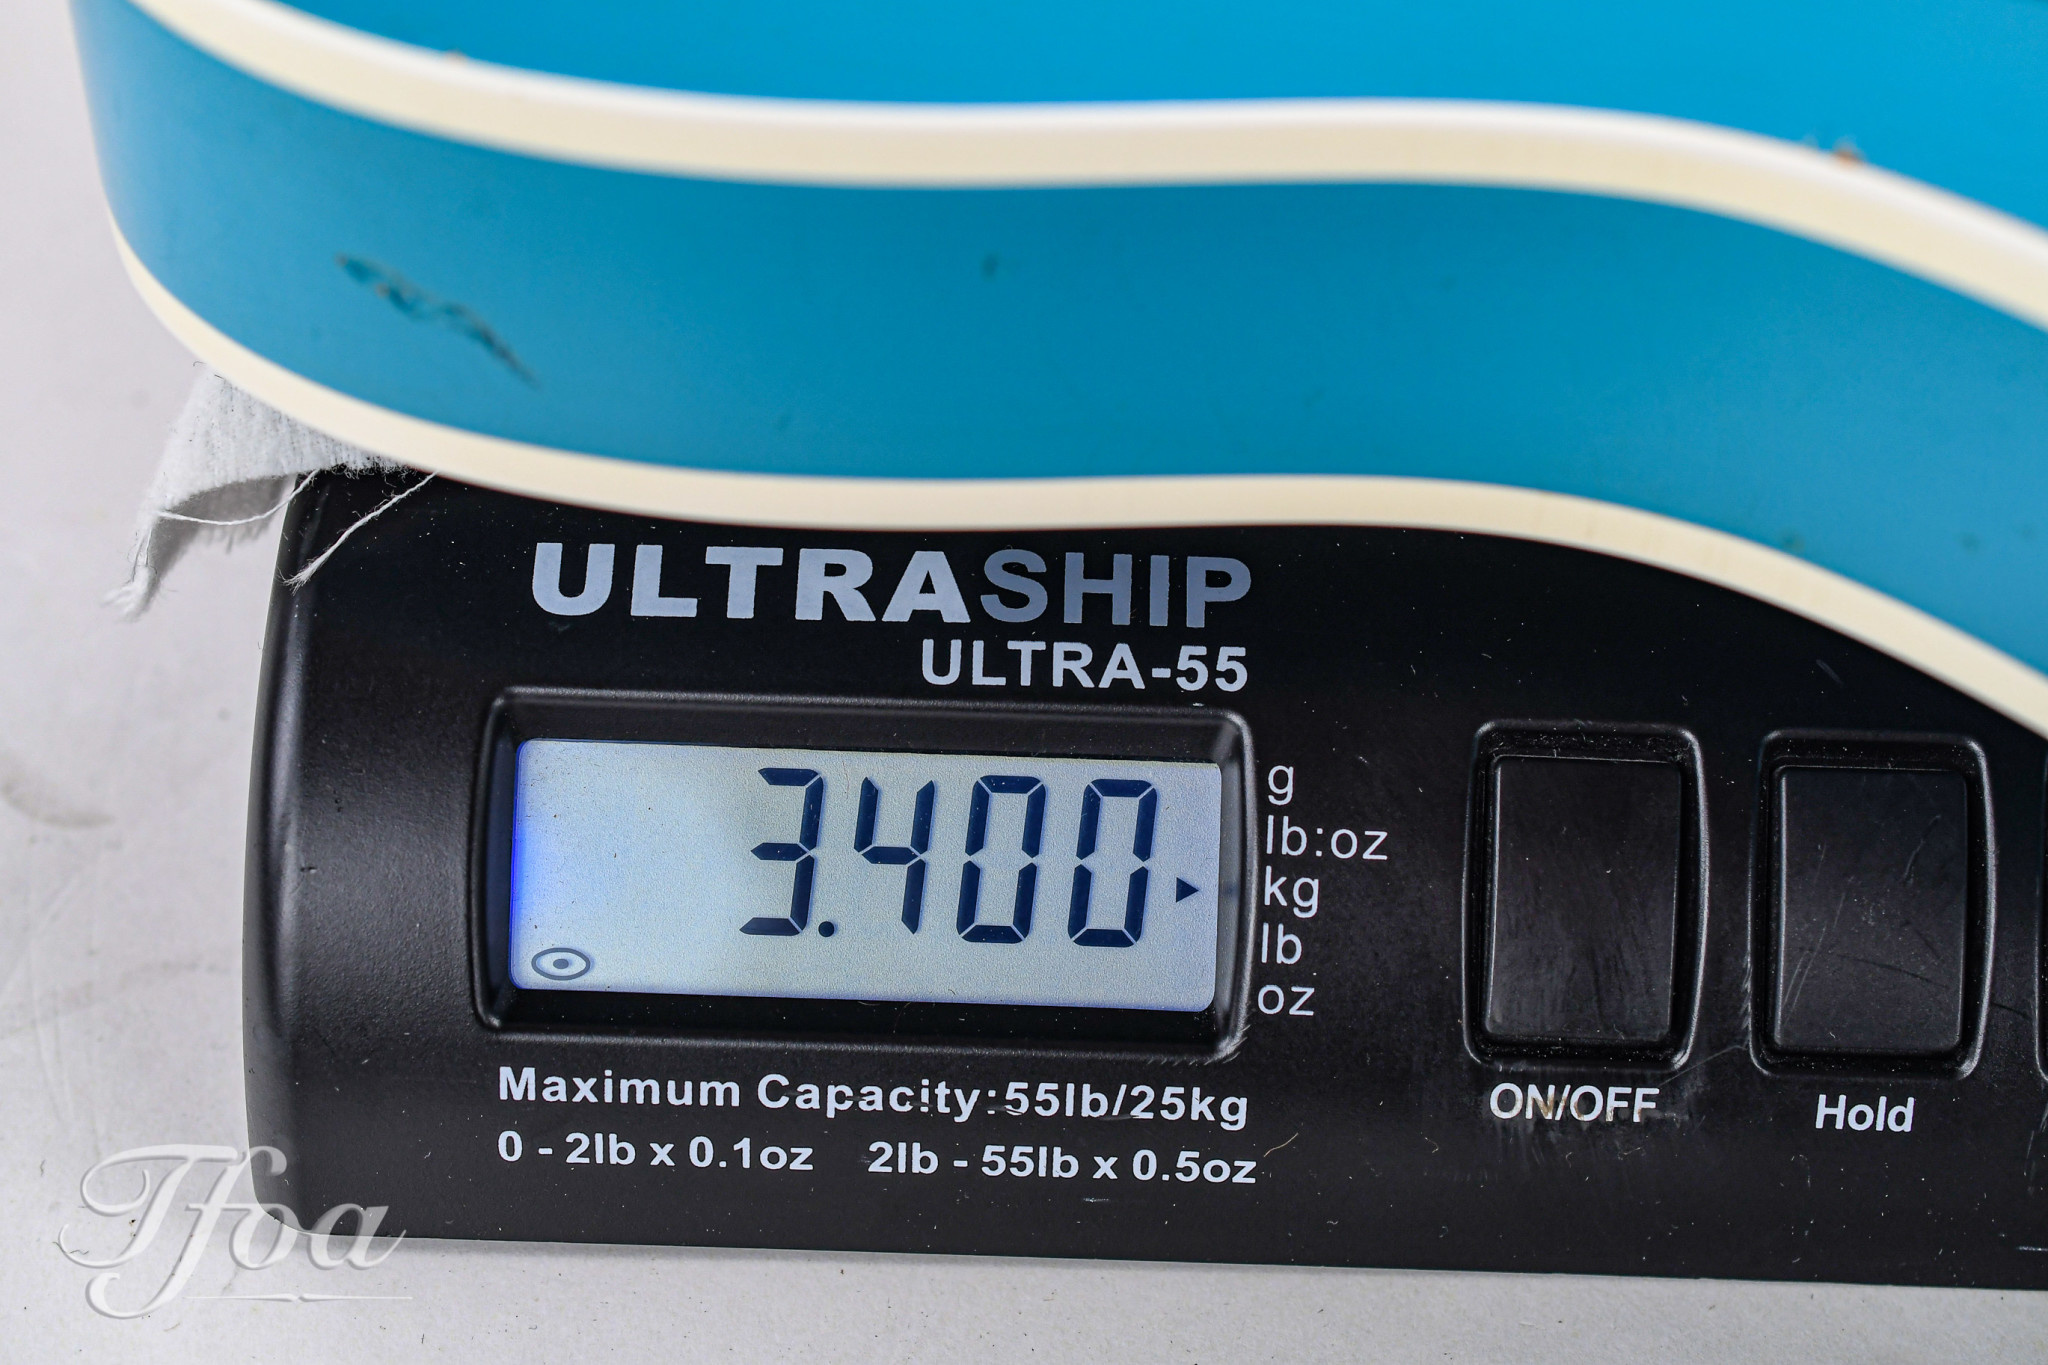 ULTRASHIP
ULTRA-55
3.400
g
lb:oz
kg
lb
oz
Maximum Capacity:55lb/25kg
0 - 2lb x 0.1oz 2lb - 55lb x 0.5oz
ON/OFF
Hold
Tfoa